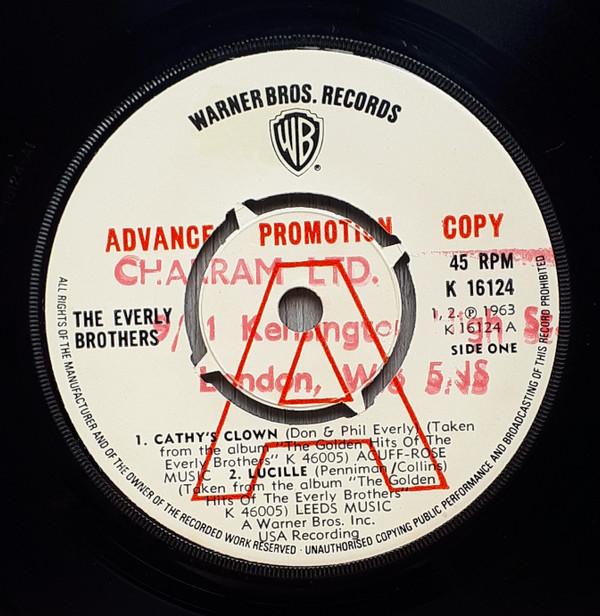 WARNER BROS. RECORDS
WB
®
ADVANCE PROMOTION COPY
LTD.
45 RPM
K 16124
1, 2, ℗ 1963
K 16124 A
SIDE ONE
THE EVERLY
BROTHERS
London, W
A
1. CATHY'S CLOWN (Don & Phil Everly) (Taken
from the album "The Golden Hits Of The
Everly Brothers" K 46005) ACUFF-ROSE
MUSIC 2. LUCILLE (Penniman/Collins)
(Taken from the album "The Golden
Hits Of The Everly Brothers"
K 46005) LEEDS MUSIC
A Warner Bros. Inc.
USA Recording
ALL RIGHTS OF THE MANUFACTURER AND OF THE OWNER OF THE RECORDED WORK RESERVED · UNAUTHORISED COPYING PUBLIC PERFORMANCE AND BROADCASTING OF THIS RECORD PROHIBITED